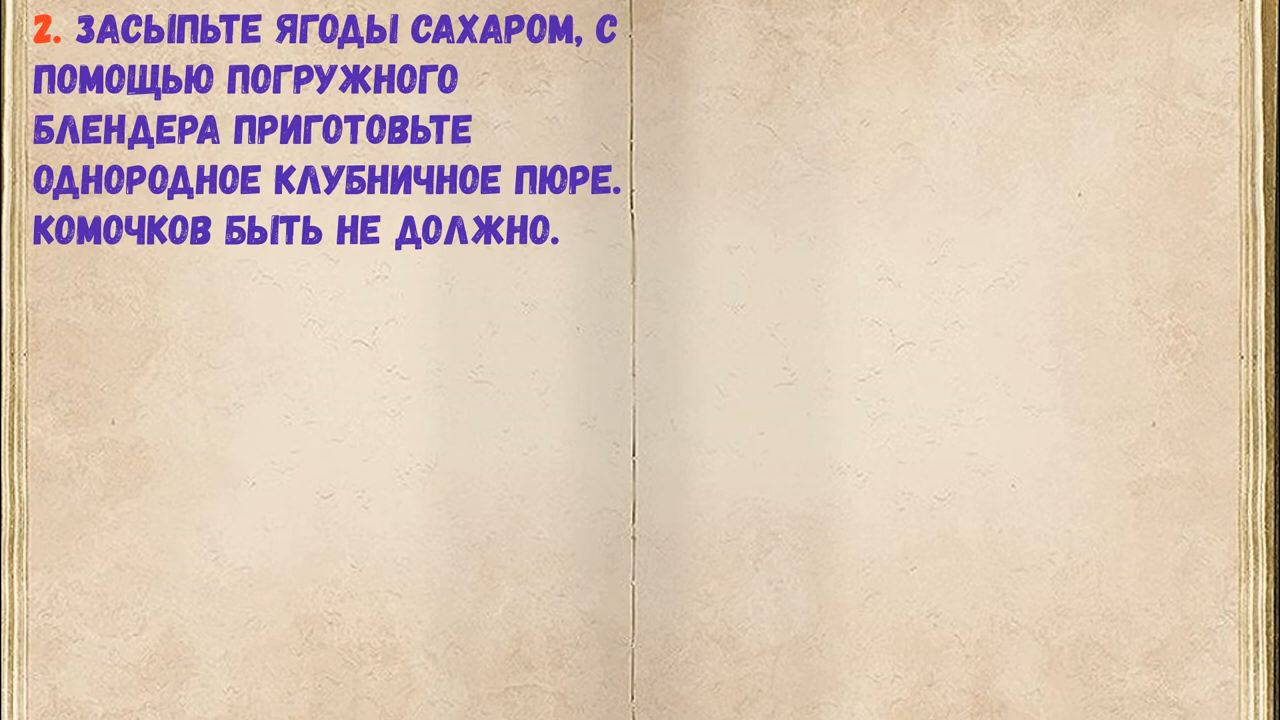 2. ЗАСЫПЬТЕ ЯГОДЫ САХАРОМ, С
ПОМОЩЬЮ ПОГРУЖНОГО
БЛЕНДЕРА ПРИГОТОВЬТЕ
ОДНОРОДНОЕ КЛУБНИЧНОЕ ПЮРЕ.
КОМОЧКОВ БЫТЬ НЕ ДОЛЖНО.